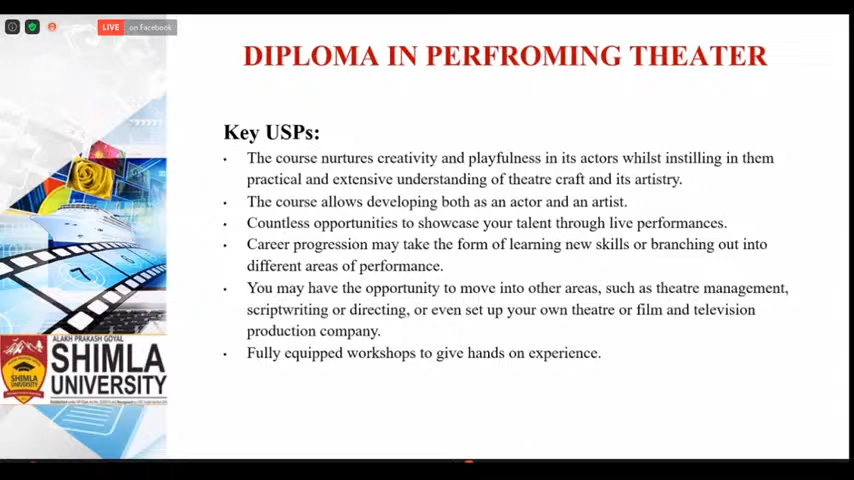 LIVE on Facebook
DIPLOMA IN PERFROMING THEATER
Key USPs:
• The course nurtures creativity and playfulness in its actors whilst instilling in them
practical and extensive understanding of theatre craft and its artistry.
• The course allows developing both as an actor and an artist.
• Countless opportunities to showcase your talent through live performances.
• Career progression may take the form of learning new skills or branching out into
different areas of performance.
• You may have the opportunity to move into other areas, such as theatre management,
scriptwriting or directing, or even set up your own theatre or film and television
production company.
• Fully equipped workshops to give hands on experience.
7
6
ALAKH PRAKASH GOYAL
SHIMLA
UNIVERSITY
SHIMLA
UNIVERSITY